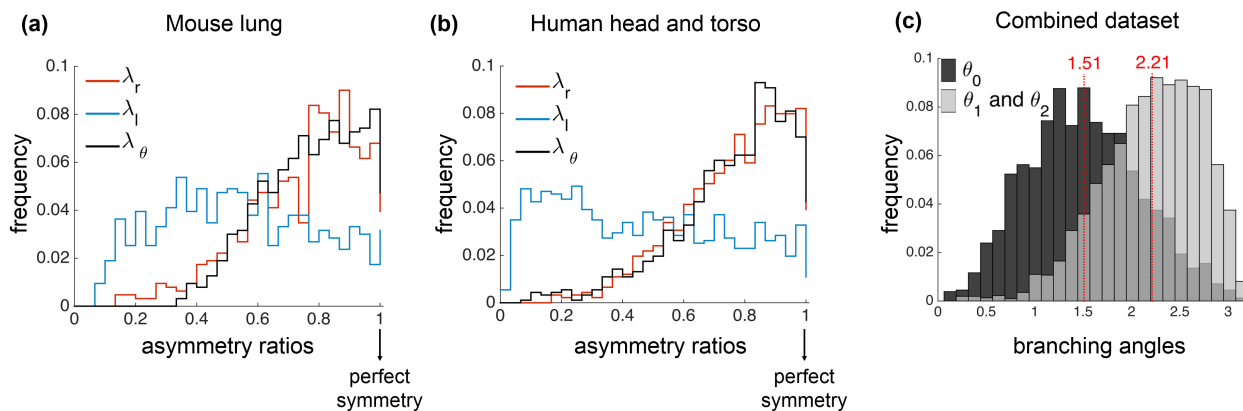 (a) Mouse lung
0.1
0.08
0.06
0.04
0.02
0
frequency
λr
λl
λθ
0 0.2 0.4 0.6 0.8 1
asymmetry ratios
perfect
symmetry
(b) Human head and torso
0.1
0.08
0.06
0.04
0.02
0
frequency
λr
λl
λθ
0 0.2 0.4 0.6 0.8 1
asymmetry ratios
perfect
symmetry
(c) Combined dataset
0.1
0.08
0.06
0.04
0.02
0
frequency
1.51 2.21
θ0
θ1 and θ2
0 0.5 1 1.5 2 2.5 3
branching angles